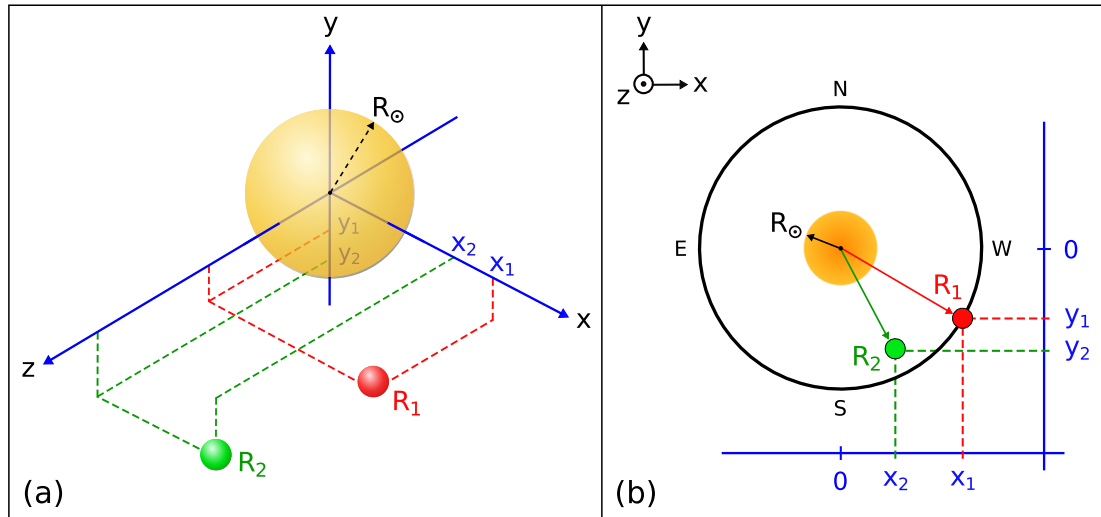 y
R☉
y₁
y₂
x₂
x₁
x
z
R₁
R₂
(a)
y
x
z
N
R☉
E
W
0
R₁
y₁
R₂
y₂
S
0
x₂
x₁
(b)